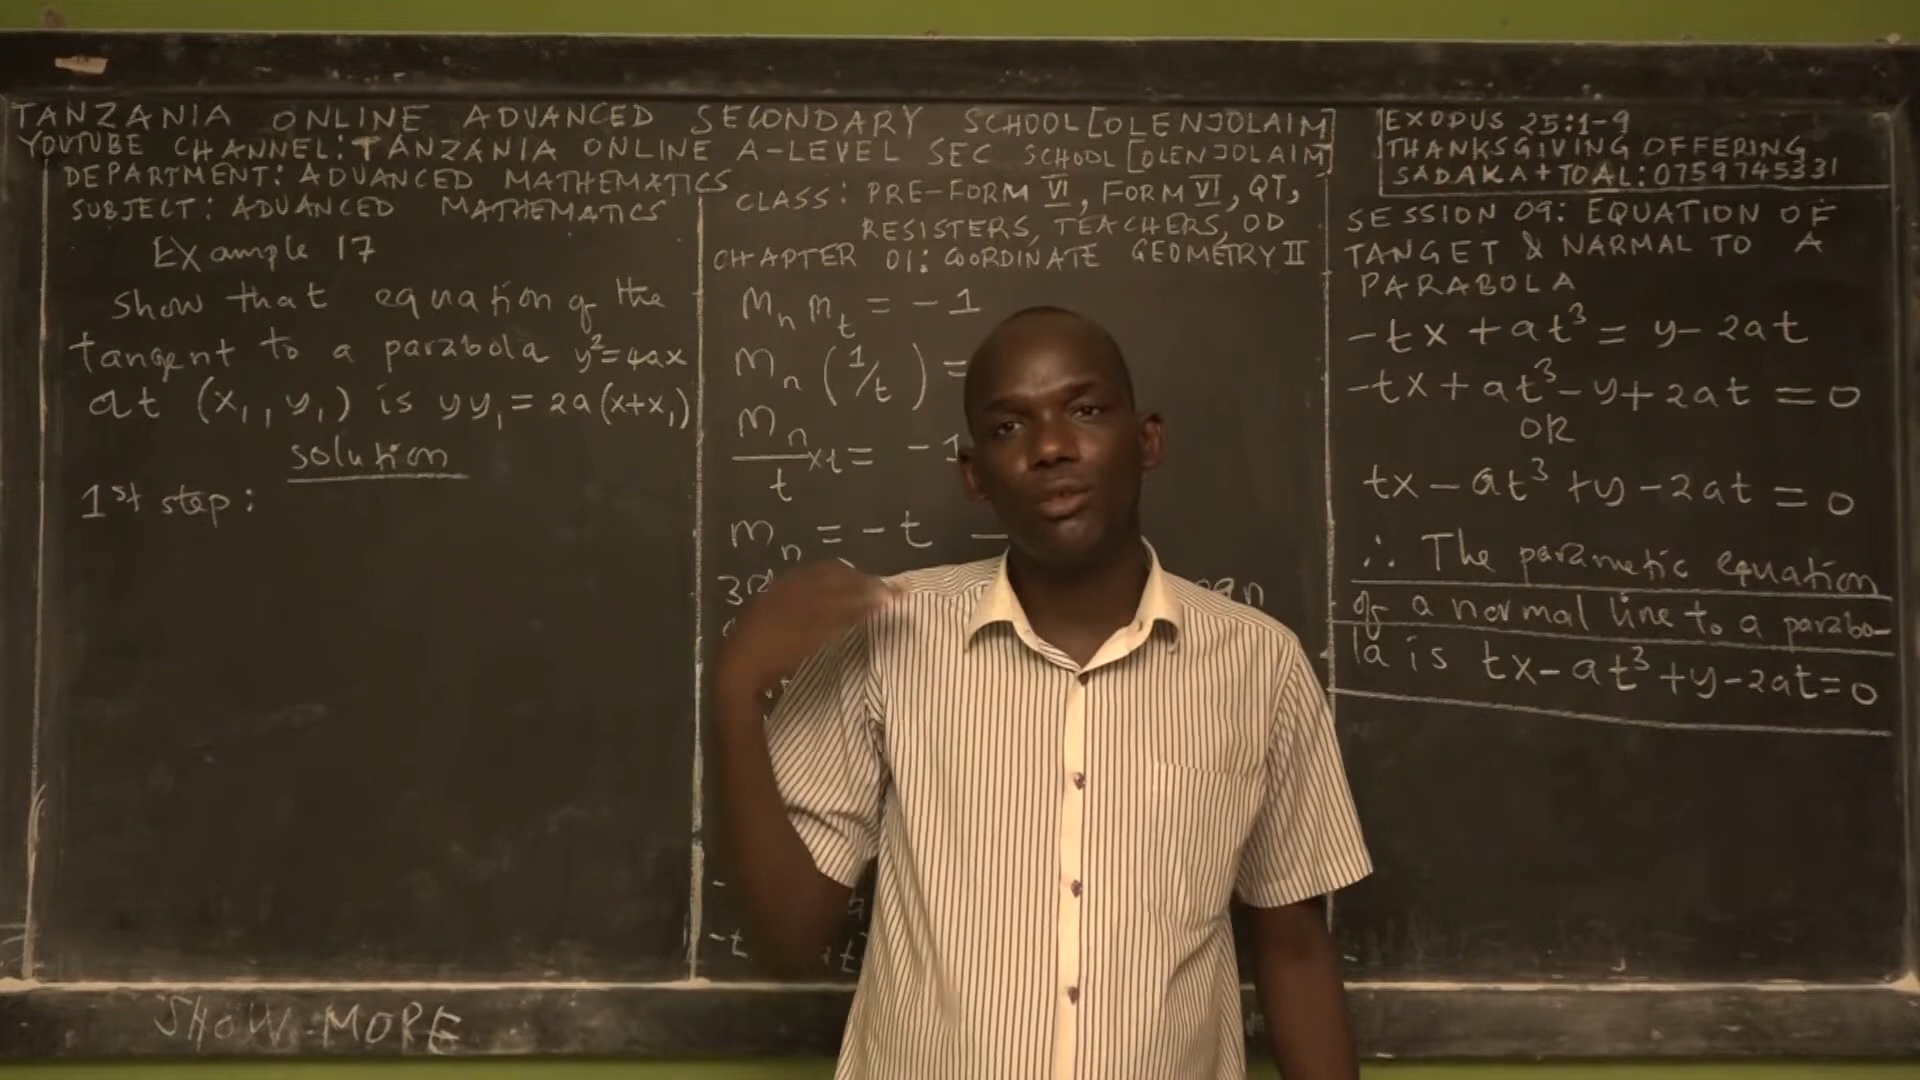 TANZANIA ONLINE ADVANCED SECONDARY SCHOOL [OLENJOLAIM]
YOUTUBE CHANNEL: TANZANIA ONLINE A-LEVEL SEC SCHOOL [OLENJOLAIM]
DEPARTMENT: ADVANCED MATHEMATICS
SUBJECT: ADVANCED MATHEMATICS
Example 17
Show that equation of the
tangent to a parabola y²=4ax
at (x₁, y₁) is yy₁ = 2a(x+x₁)
solution
1st step:
CLASS: PRE-FORM VI, FORM VI, QT,
RESISTERS, TEACHERS, OD
CHAPTER 01: COORDINATE GEOMETRY II
Mₙ mₜ = -1
Mₙ (1/t) =
Mₙ/t × t = -1
Mₙ = -t
EXODUS 25:1-9
THANKSGIVING OFFERING
SADAKA + TOAL: 0759745331
SESSION 09: EQUATION OF
TANGET & NARMAL TO A
PARABOLA
-tx + at³ = y - 2at
-tx + at³ - y + 2at = 0
OR
tx - at³ + y - 2at = 0
∴ The parametic equation
of a normal line to a parabo-
la is tx - at³ + y - 2at = 0
SHOW MORE